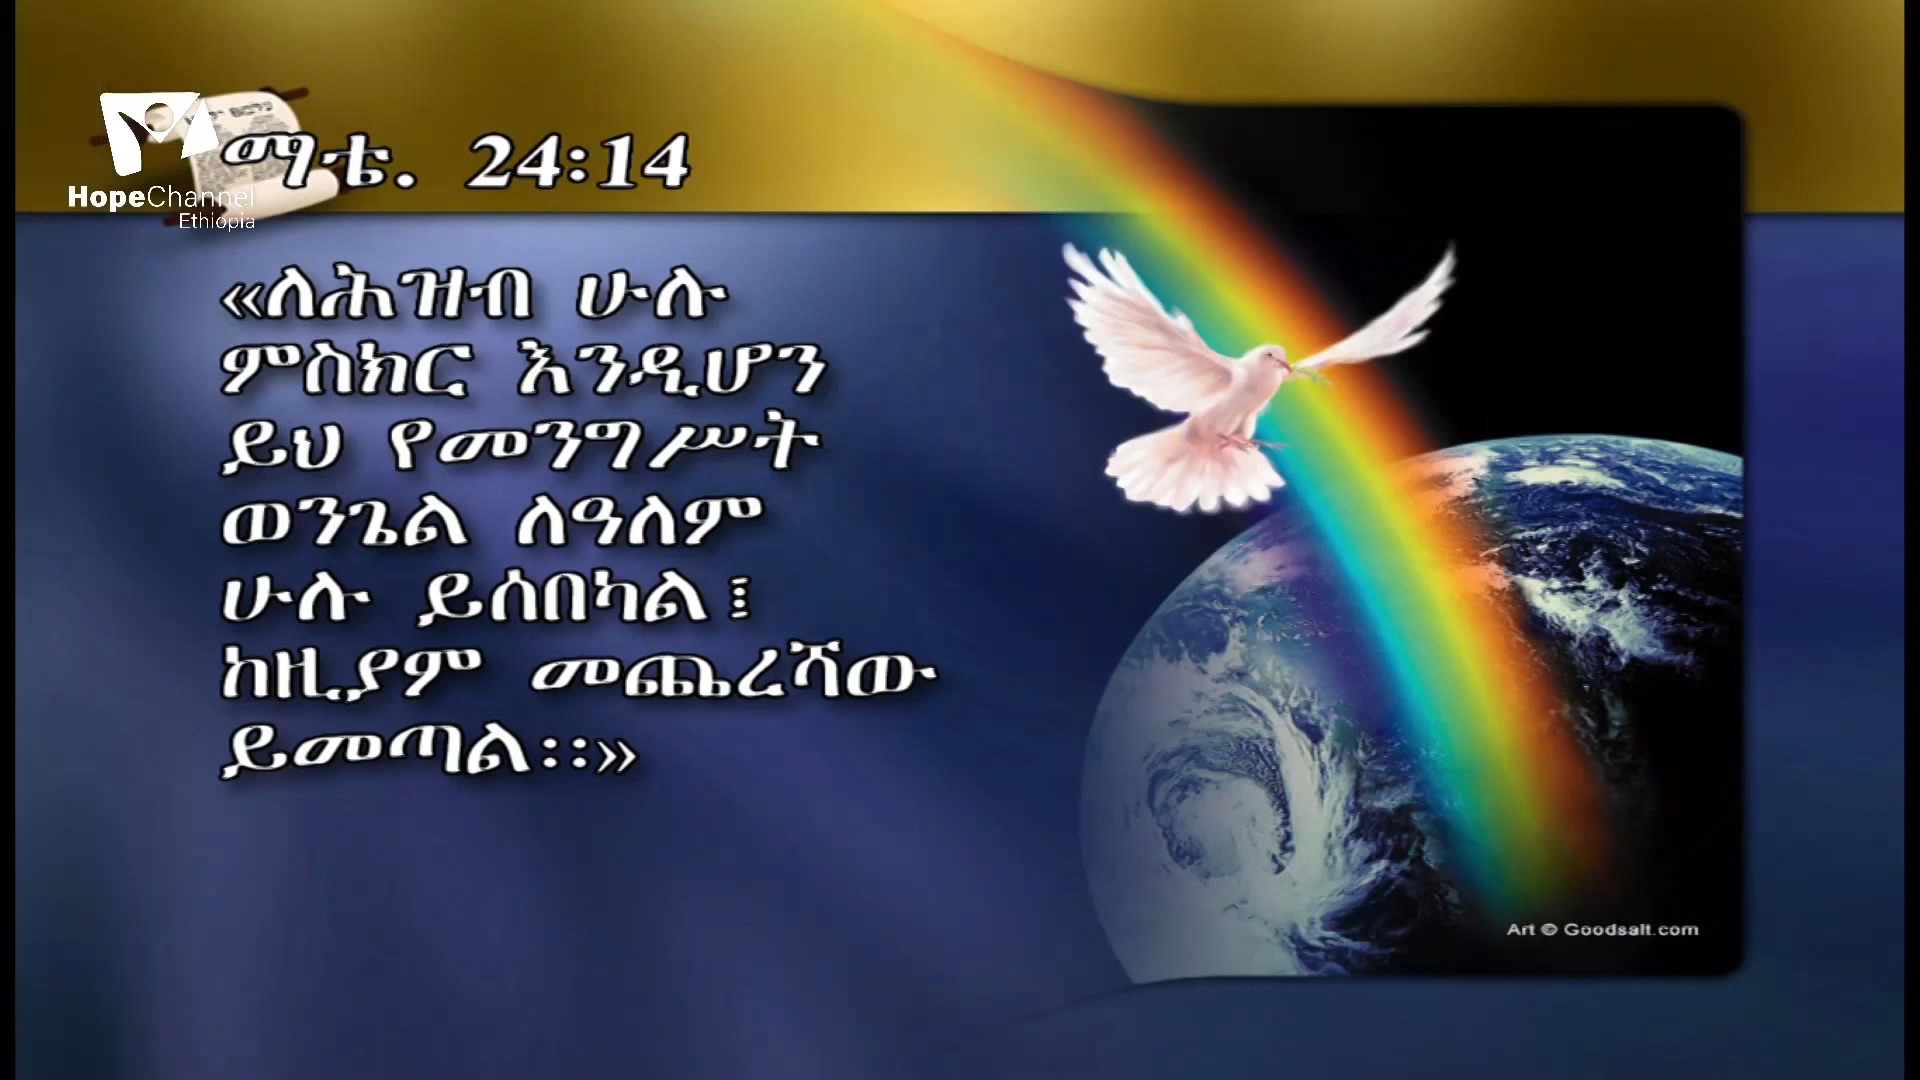 HopeChannel
Ethiopia
ማቴ. 24፡14
«ለሕዝብ ሁሉ
ምስክር እንዲሆን
ይህ የመንግሥት
ወንጌል ለዓለም
ሁሉ ይሰበካል፤
ከዚያም መጨረሻው
ይመጣል፡፡»
Art © Goodsalt.com